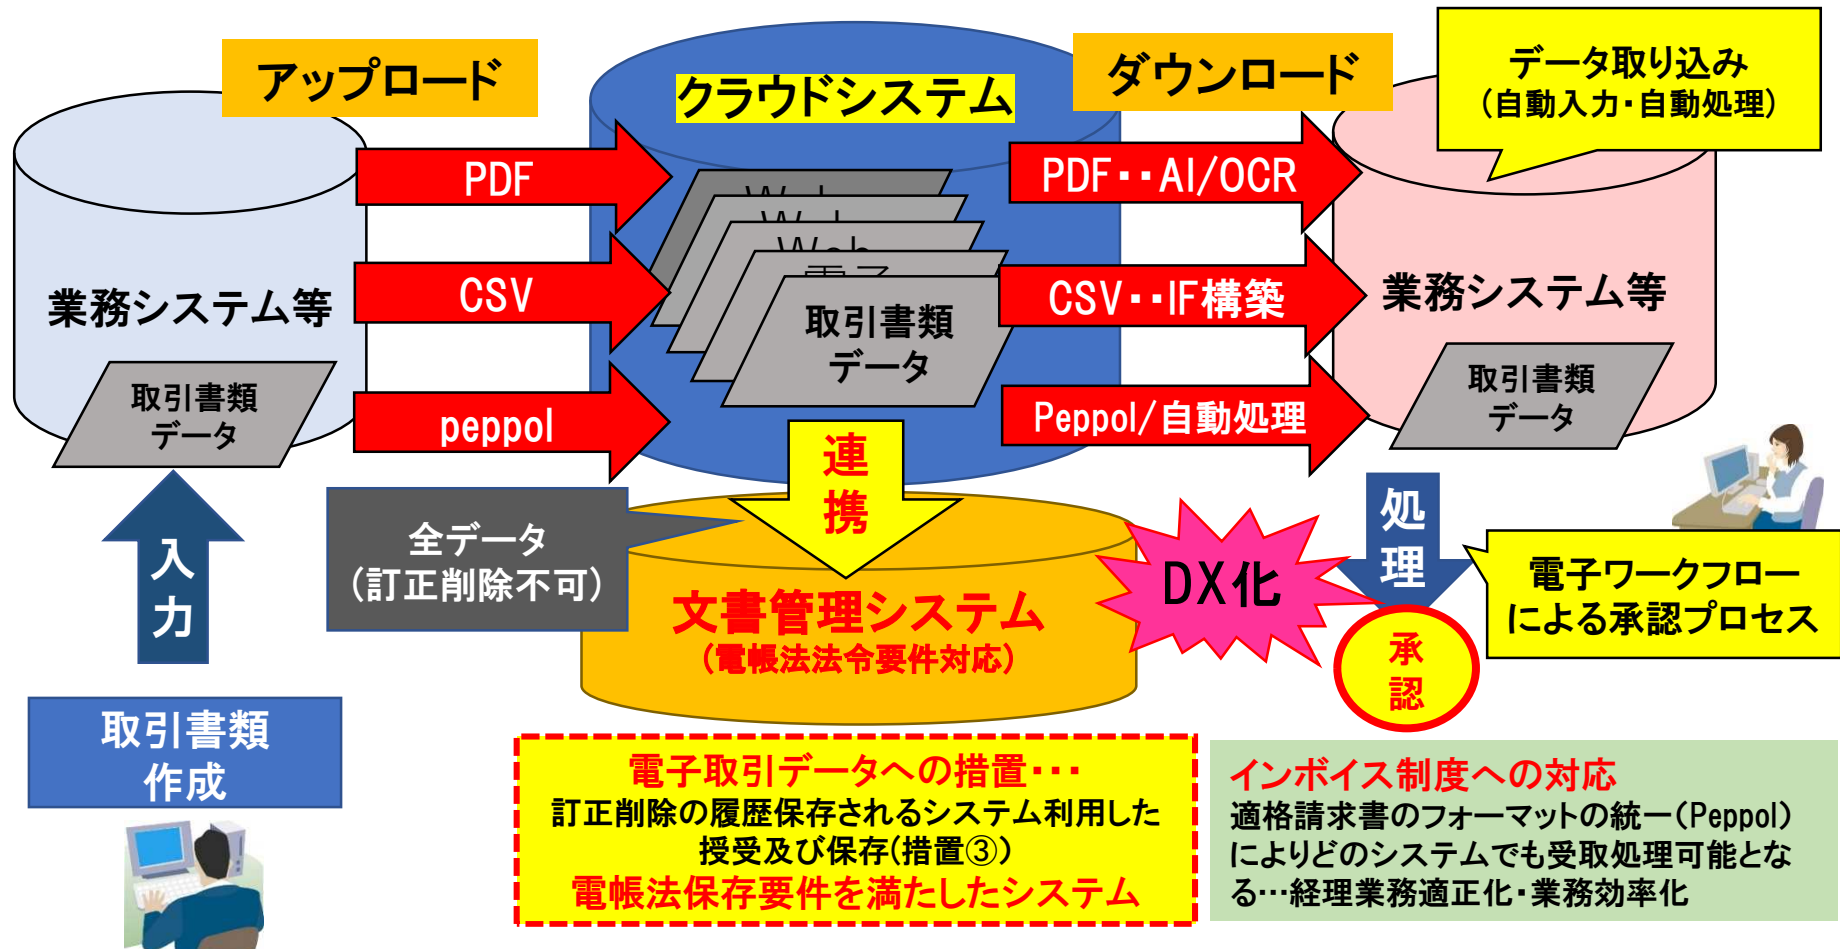 アップロード
クラウドシステム
ダウンロード
データ取り込み
(自動入力・自動処理)
PDF
CSV
peppol
PDF・・AI/OCR
CSV・・IF構築
Peppol/自動処理
業務システム等
取引書類
データ
Web
Web
Web
電子
取引書類
データ
業務システム等
取引書類
データ
連
携
全データ
(訂正削除不可)
入
力
文書管理システム
(電帳法法令要件対応)
DX化
処
理
承
認
電子ワークフロー
による承認プロセス
取引書類
作成
電子取引データへの措置・・・
訂正削除の履歴保存されるシステム利用した
授受及び保存(措置③)
電帳法保存要件を満たしたシステム
インボイス制度への対応
適格請求書のフォーマットの統一(Peppol)
によりどのシステムでも受取処理可能とな
る…経理業務適正化・業務効率化